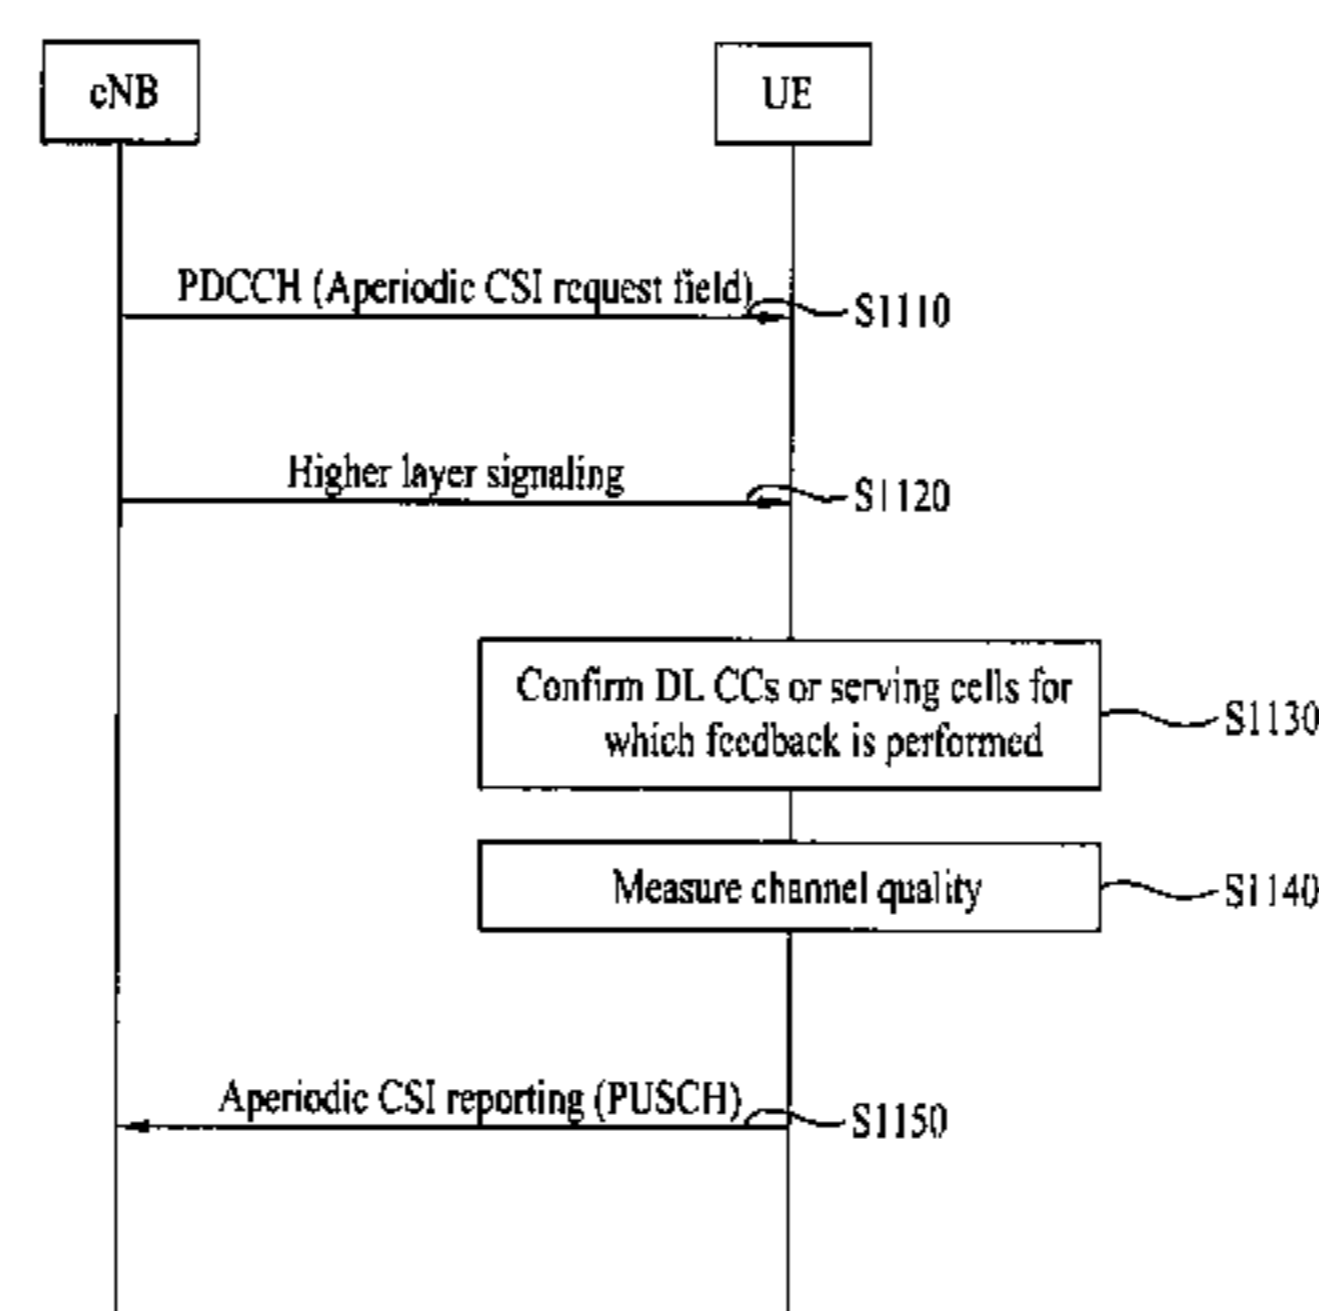 eNB
UE
PDCCH (Aperiodic CSI request field)
S1110
Higher layer signaling
S1120
Confirm DL CCs or serving cells for
which feedback is performed
S1130
Measure channel quality
S1140
Aperiodic CSI reporting (PUSCH)
S1150